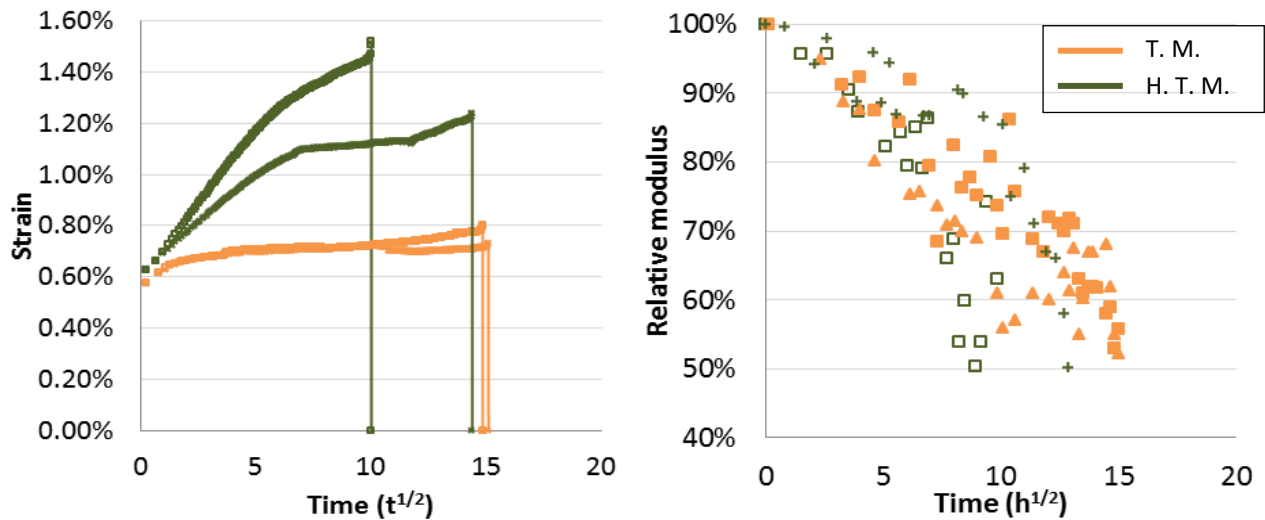 1.60%
1.40%
1.20%
1.00%
0.80%
0.60%
0.40%
0.20%
0.00%
Strain
0 5 10 15 20
Time (t^1/2)
100%
90%
80%
70%
60%
50%
40%
Relative modulus
T. M.
H. T. M.
0 5 10 15 20
Time (h^1/2)